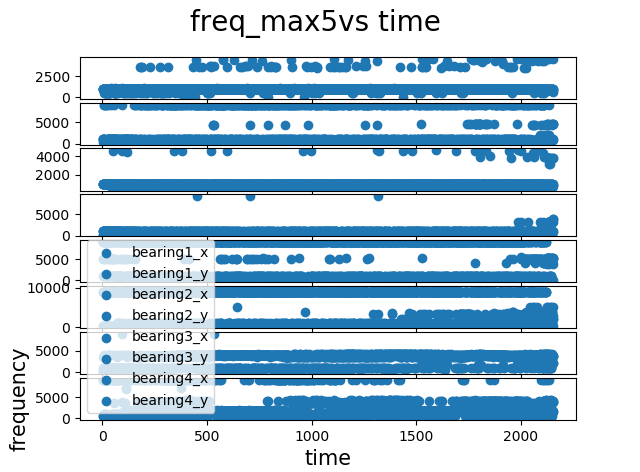 freq_max5vs time
2500
0
5000
0
4000
2000
5000
0
5000
0
10000
0
5000
0
5000
0
bearing1_x
bearing1_y
bearing2_x
bearing2_y
bearing3_x
bearing3_y
bearing4_x
bearing4_y
0 500 1000 1500 2000
time
frequency